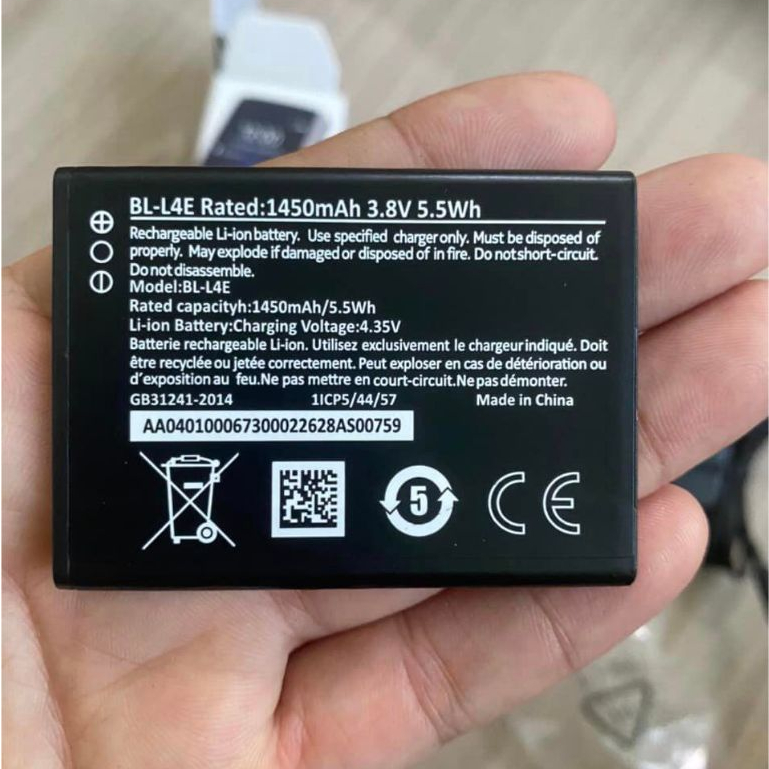 BL-L4E Rated:1450mAh 3.8V 5.5Wh
Rechargeable Li-ion battery. Use specified charger only. Must be disposed of
properly. May explode if damaged or disposed of in fire. Do not short-circuit.
Do not disassemble.
Model:BL-L4E
Rated capacityh:1450mAh/5.5Wh
Li-ion Battery:Charging Voltage:4.35V
Batterie rechargeable Li-ion. Utilisez exclusivement le chargeur indiqué. Doit
être recyclée ou jetée correctement. Peut exploser en cas de détérioration ou
d'exposition au feu.Ne pas mettre en court-circuit.Ne pas démonter.
GB31241-2014 1ICP5/44/57 Made in China
AA040100067300022628AS00759
5 CE